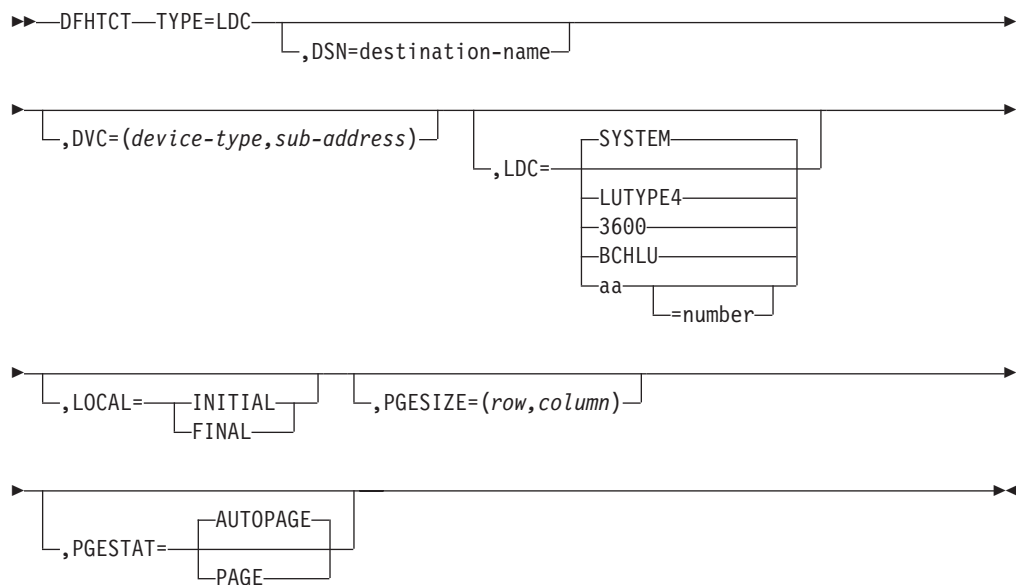 DFHTCT TYPE=LDC
,DSN=destination-name
,DVC=(device-type,sub-address)
,LDC=
SYSTEM
LUTYPE4
3600
BCHLU
aa
=number
,LOCAL=
INITIAL
FINAL
,PGESIZE=(row,column)
,PGESTAT=
AUTOPAGE
PAGE